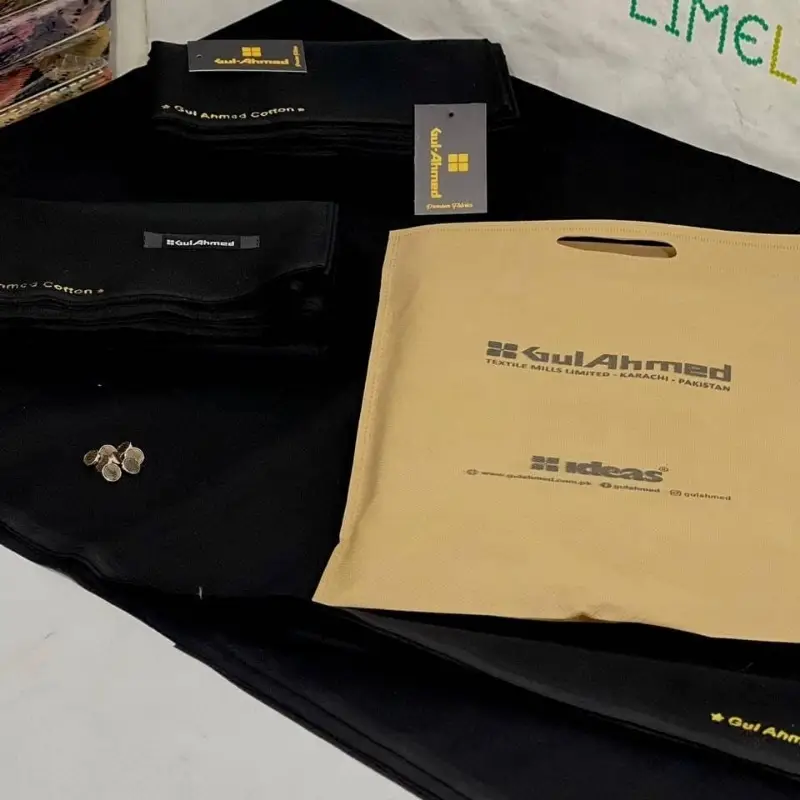 LIMEL
Gul·Ahmed
★ Gul Ahmed Cotton ★
Gul·Ahmed
GulAhmed
hmed Cotton ★
GulAhmed
TEXTILE MILLS LIMITED - KARACHI - PAKISTAN
ideas®
www.gulahmed.com.pk gulahmed gulahmed
★ Gul Ahm